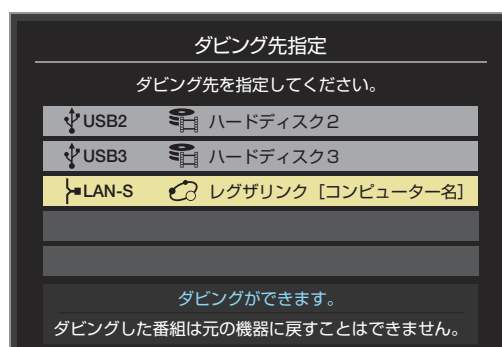 ダビング先指定
ダビング先を指定してください。
USB2 ハードディスク2
USB3 ハードディスク3
LAN-S レグザリンク [コンピューター名]
ダビングができます。
ダビングした番組は元の機器に戻すことはできません。